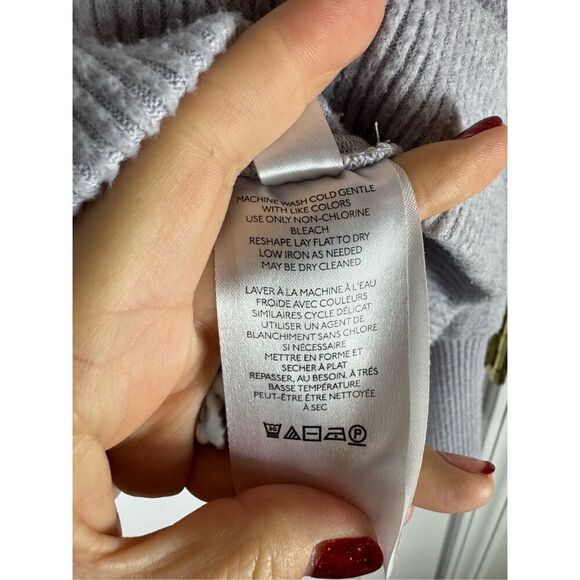 MACHINE WASH COLD GENTLE
WITH LIKE COLORS
USE ONLY NON-CHLORINE
BLEACH
RESHAPE LAY FLAT TO DRY
LOW IRON AS NEEDED
MAY BE DRY CLEANED
LAVER À LA MACHINE À L'EAU
FROIDE AVEC COULEURS
SIMILAIRES CYCLE DÉLICAT
UTILISER UN AGENT DE
BLANCHIMENT SANS CHLORE
SI NÉCESSAIRE
METTRE EN FORME ET
SECHER À PLAT
REPASSER, AU BESOIN. À TRÉS
BASSE TEMPÉRATURE
PEUT-ÊTRE ÊTRE NETTOYÉE
À SEC
30 P